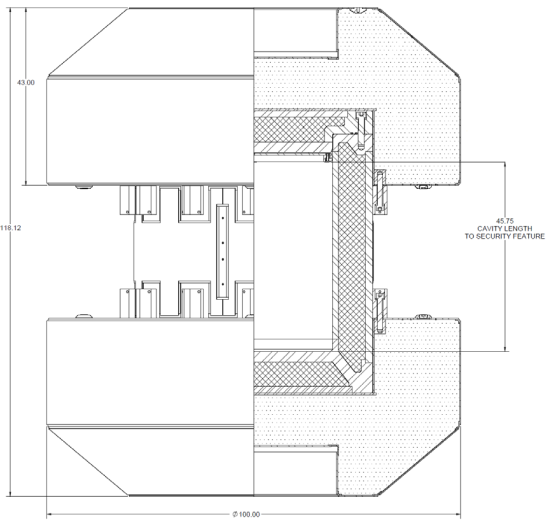 43.00
118.12
45.75
CAVITY LENGTH
TO SECURITY FEATURE
Ø100.00